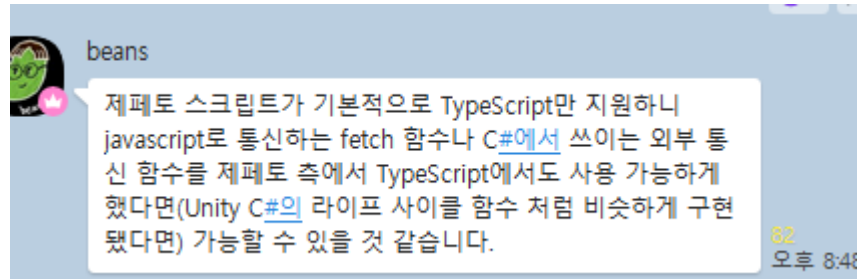 beans
제페토 스크립트가 기본적으로 TypeScript만 지원하니
javascript로 통신하는 fetch 함수나 C#에서 쓰이는 외부 통
신 함수를 제페토 측에서 TypeScript에서도 사용 가능하게
했다면(Unity C#의 라이프 사이클 함수 처럼 비슷하게 구현
됐다면) 가능할 수 있을 것 같습니다.
82
오후 8:48